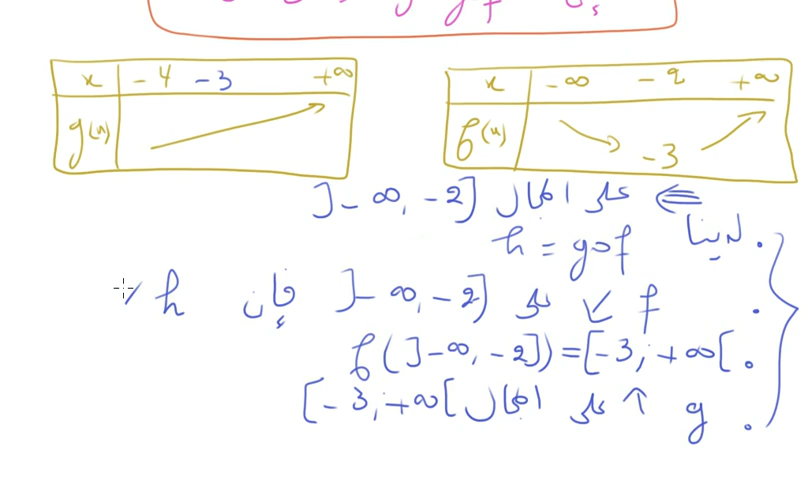 x -4 -3 +∞
g(x)
x -∞ -2 +∞
f(x) -3
⇐ على المجال ]-∞, -2]
. لدينا h = gof
. f ↙ على ]-∞, -2] فإن h
. f(]-∞, -2]) = [-3; +∞[
. g ↑ على المجال [-3; +∞[